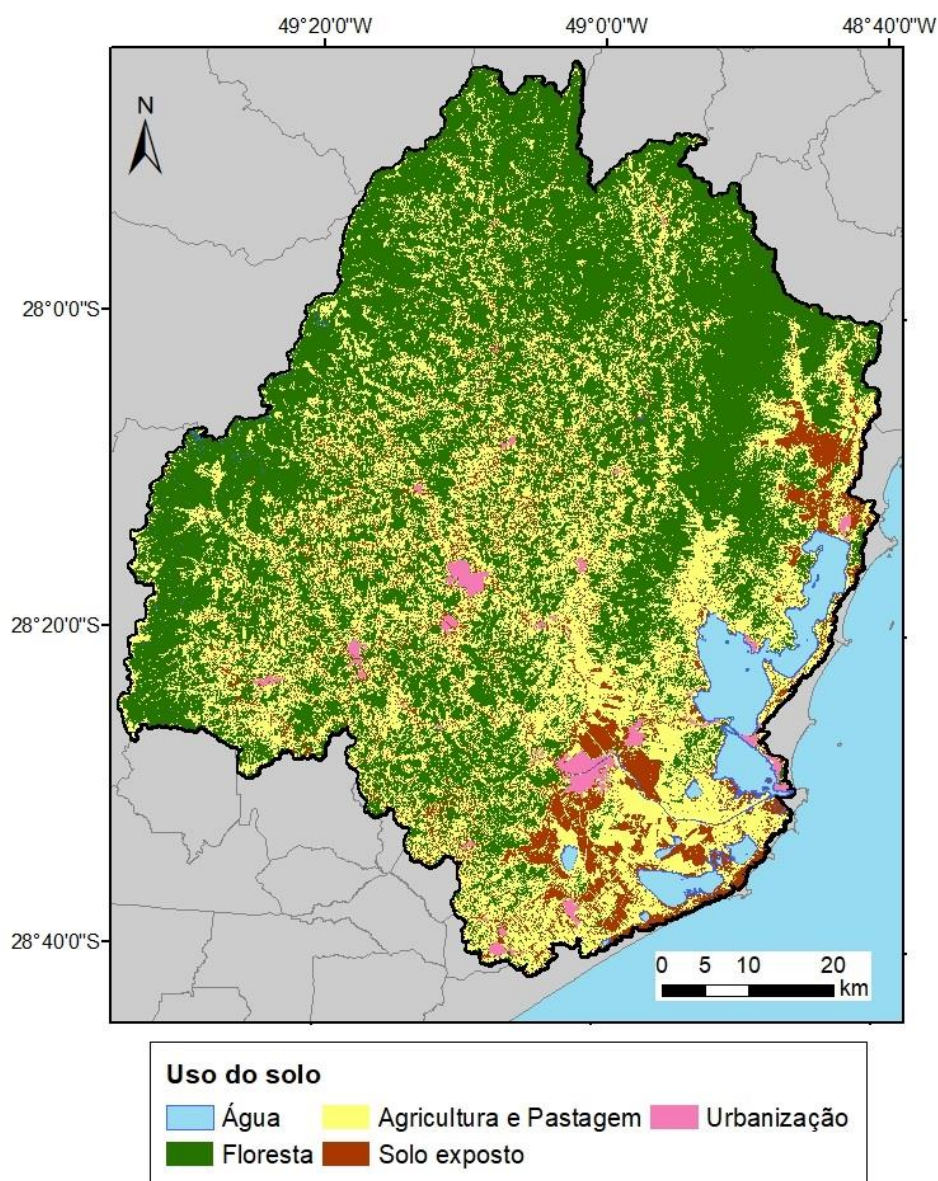 49°20'0"W 49°0'0"W 48°40'0"W
N
28°0'0"S
28°20'0"S
28°40'0"S
0 5 10 20
km
Uso do solo
Água Agricultura e Pastagem Urbanização
Floresta Solo exposto